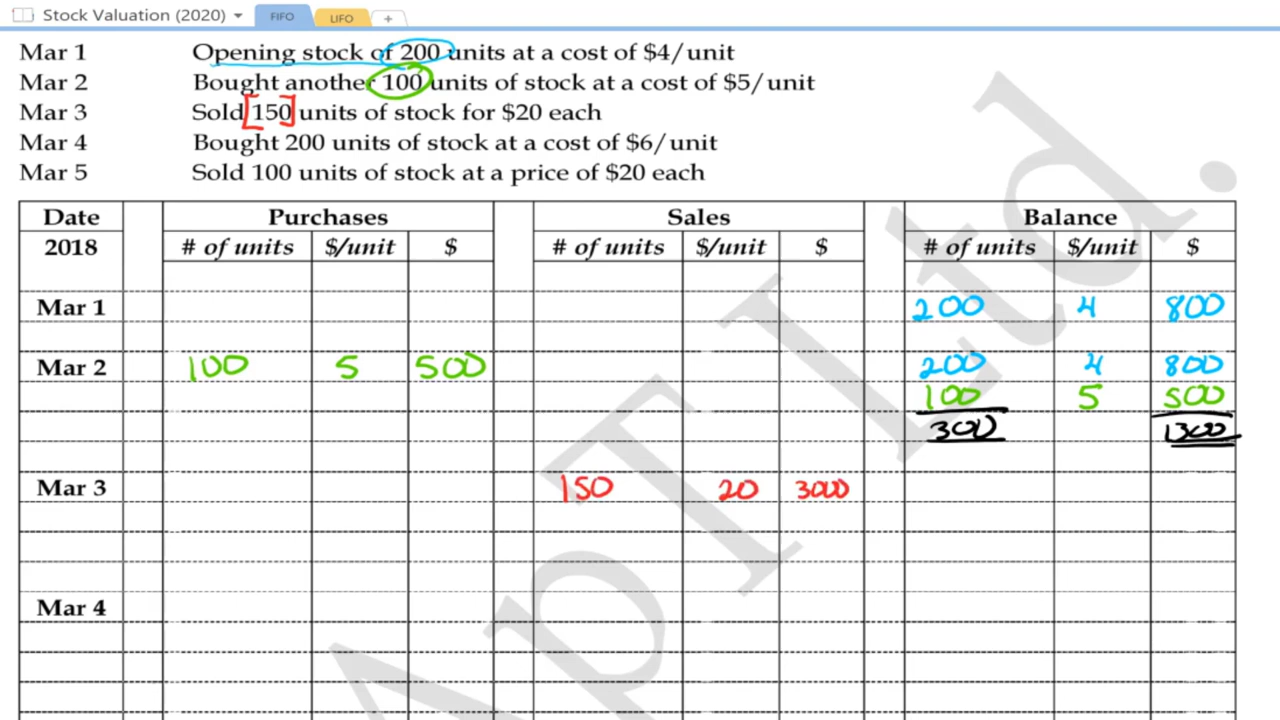 Stock Valuation (2020) FIFO LIFO +
Mar 1 Opening stock of 200 units at a cost of $4/unit
Mar 2 Bought another 100 units of stock at a cost of $5/unit
Mar 3 Sold [150] units of stock for $20 each
Mar 4 Bought 200 units of stock at a cost of $6/unit
Mar 5 Sold 100 units of stock at a price of $20 each
Date Purchases Sales Balance
2018 # of units $/unit $ # of units $/unit $ # of units $/unit $
Mar 1 200 4 800
Mar 2 100 5 500 200 4 800
100 5 500
300 1300
Mar 3 150 20 3000
Mar 4
ApT Ltd.